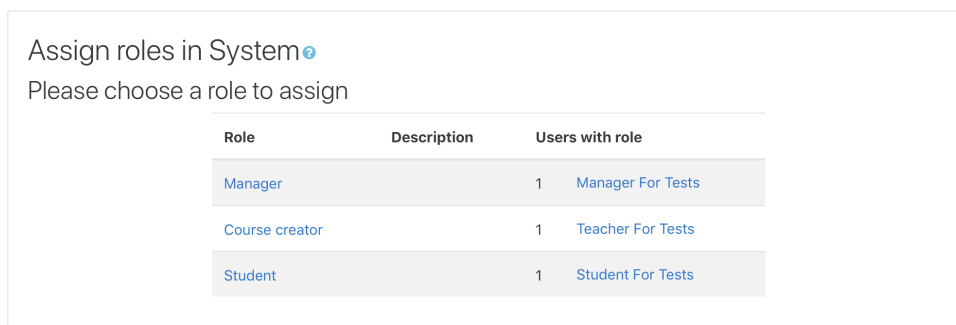 Assign roles in System
Please choose a role to assign
Role Description Users with role
Manager 1 Manager For Tests
Course creator 1 Teacher For Tests
Student 1 Student For Tests